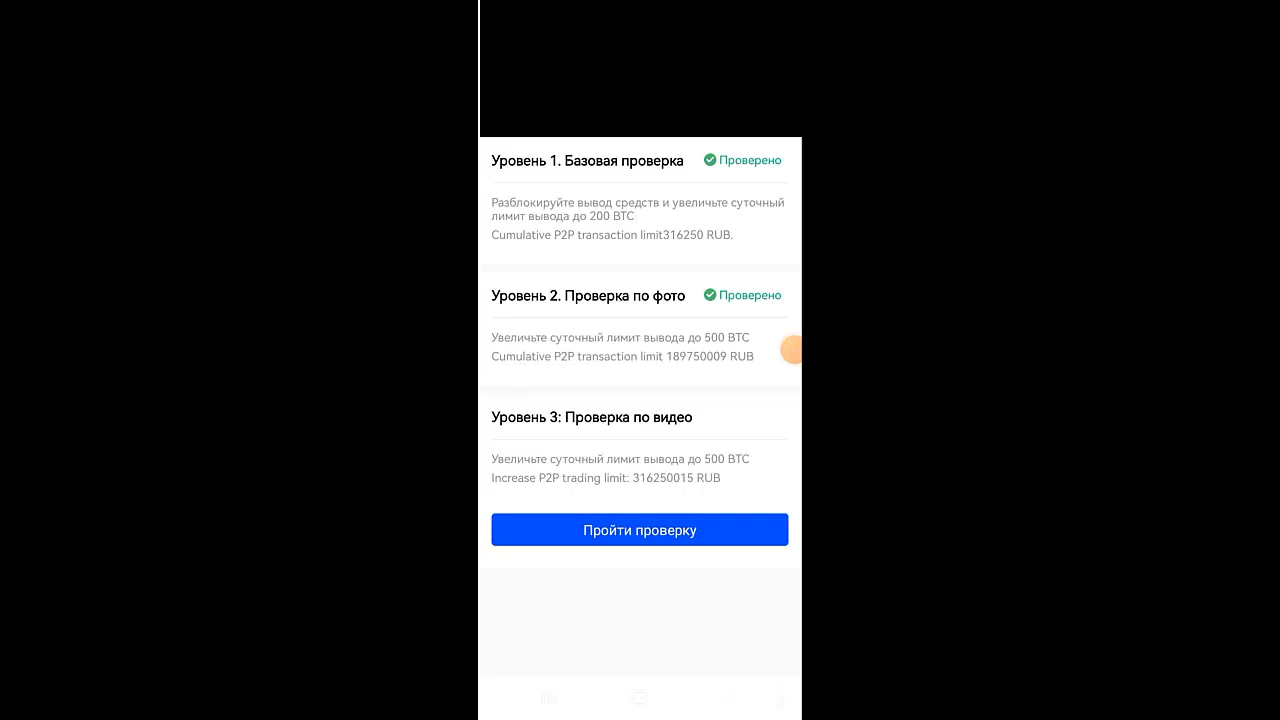 Уровень 1. Базовая проверка
Проверено
Разблокируйте вывод средств и увеличьте суточный
лимит вывода до 200 BTC
Cumulative P2P transaction limit316250 RUB.
Уровень 2. Проверка по фото
Проверено
Увеличьте суточный лимит вывода до 500 BTC
Cumulative P2P transaction limit 189750009 RUB
Уровень 3: Проверка по видео
Увеличьте суточный лимит вывода до 500 BTC
Increase P2P trading limit: 316250015 RUB
Пройти проверку